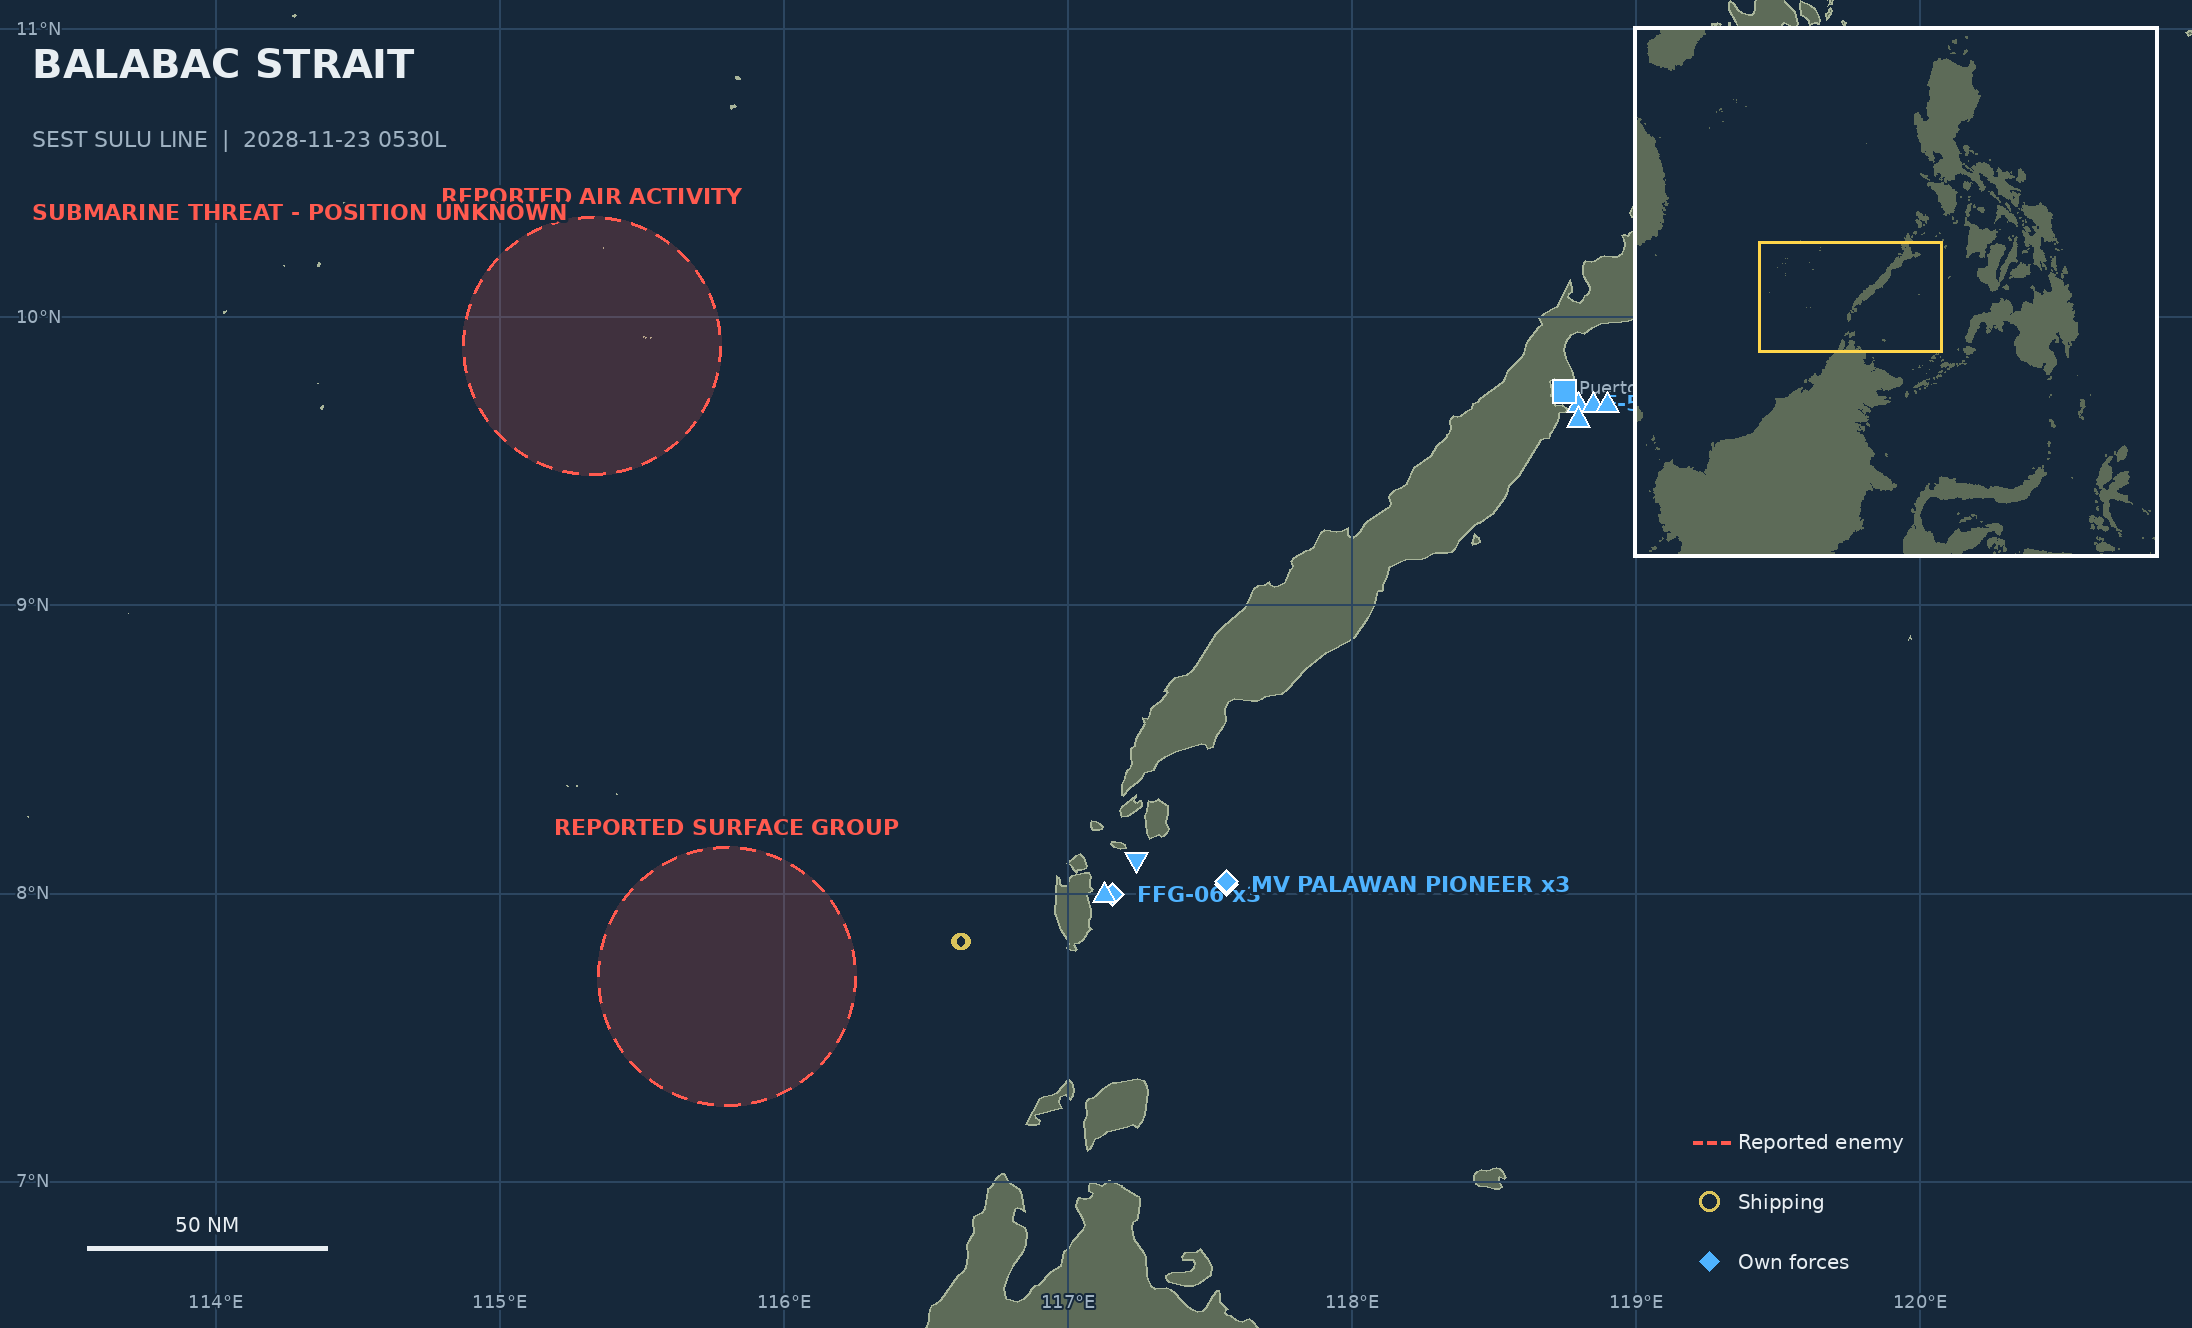 11°N
BALABAC STRAIT
SEST SULU LINE | 2028-11-23 0530L
REPORTED AIR ACTIVITY
SUBMARINE THREAT - POSITION UNKNOWN
10°N
9°N
REPORTED SURFACE GROUP
MV PALAWAN PIONEER x3
8°N
FFG-06 x3
Reported enemy
7°N
Shipping
50 NM
Own forces
114°E
115°E
116°E
117°E
118°E
119°E
120°E